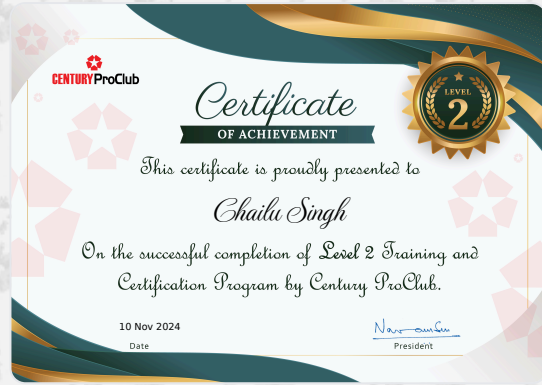 CENTURY ProClub
Certificate
OF ACHIEVEMENT
LEVEL
2
This certificate is proudly presented to
Chailu Singh
On the successful completion of Level 2 Training and
Certification Program by Century ProClub.
10 Nov 2024
Date
President